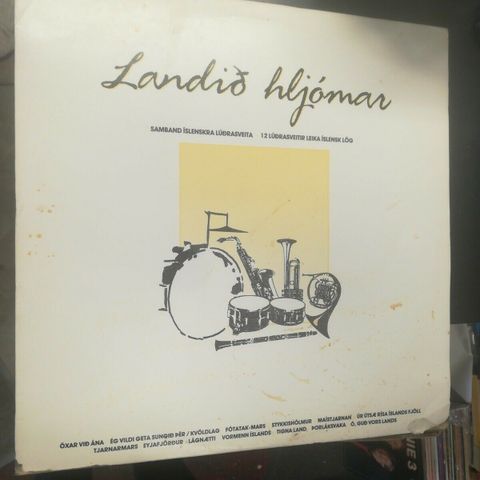 Landið hljómar
SAMBAND ÍSLENSKRA LÚÐRASVEITA 12 LÚÐRASVEITIR LEIKA ÍSLENSK LÖG
ÖXAR VIÐ ÁNA ÉG VILDI GETA SUNGIÐ ÞÉR / KVÖLDLAG FÓTATAK-MARS STYKKISHÓLMUR MAÍSTJARNAN ÚR ÚTSÆ RÍSA ÍSLANDS FJÖLL
TJARNARMARS EYJAFJÖRÐUR - LÁGNÆTTI VORMENN ÍSLANDS TIGNA LAND ÞORLÁKSVAKA Ó, GUÐ VORS LANDS